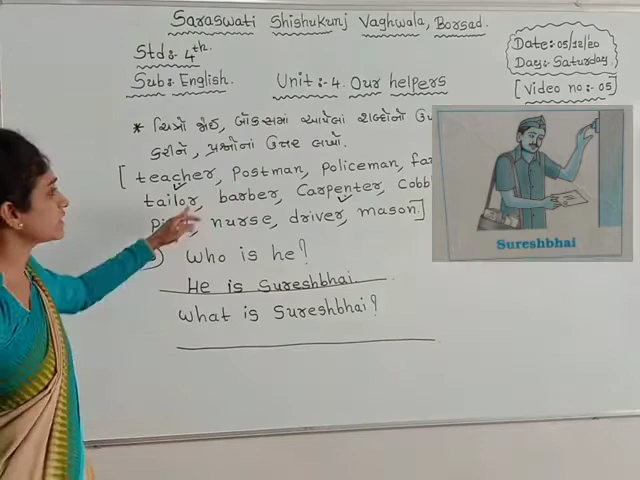 Saraswati Shishukunj Vaghwala, Borsad.
Std:- 4th.
Date:- 05/12/20
Day:- Saturday
Sub:- English.
Unit :- 4. Our helpers
[Video no:- 05]
* ચિત્રો જોઈ, બૉક્સમાં આપેલા શબ્દોનો
કરીને, પ્રશ્નોનાં ઉત્તર લખો.
[teacher, postman, policeman,
tailor, barber, Carpenter,
nurse, driver, mason.]
Who is he?
He is Sureshbhai.
What is Sureshbhai?
Sureshbhai